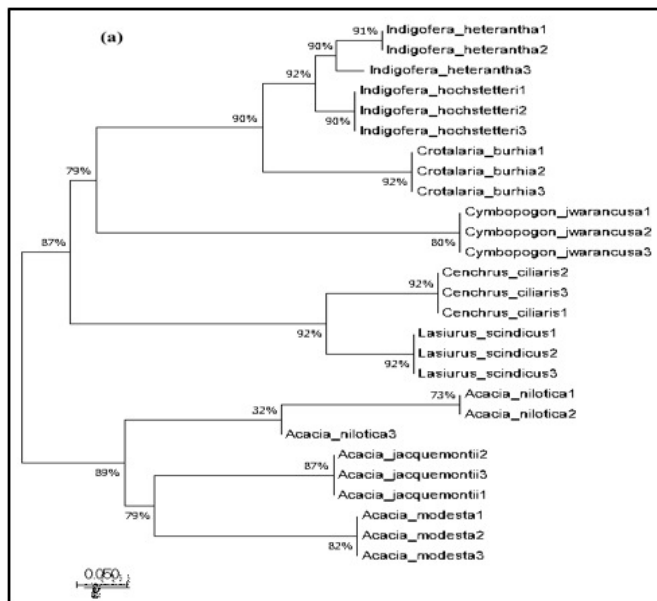 (a)
91%
Indigofera_heterantha1
Indigofera_heterantha2
90%
Indigofera_heterantha3
92%
Indigofera_hochstetteri1
Indigofera_hochstetteri2
90%
Indigofera_hochstetteri3
90%
Crotalaria_burhia1
Crotalaria_burhia2
92%
Crotalaria_burhia3
79%
Cymbopogon_jwarancusa1
Cymbopogon_jwarancusa2
80%
Cymbopogon_jwarancusa3
87%
Cenchrus_ciliaris2
92%
Cenchrus_ciliaris3
Cenchrus_ciliaris1
92%
Lasiurus_scindicus1
Lasiurus_scindicus2
92%
Lasiurus_scindicus3
73%
Acacia_nilotica1
Acacia_nilotica2
32%
Acacia_nilotica3
89%
Acacia_jacquemontii2
87%
Acacia_jacquemontii3
Acacia_jacquemontii1
79%
Acacia_modesta1
Acacia_modesta2
82%
Acacia_modesta3